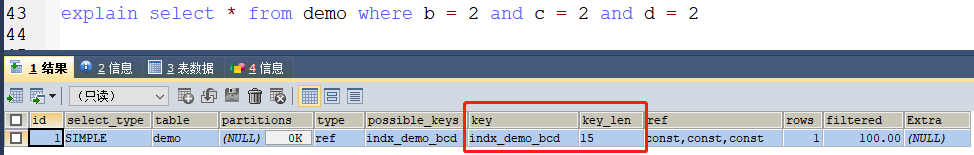 43 explain select * from demo where b = 2 and c = 2 and d = 2
44
1 结果 2 信息 3 表数据 4 信息
（只读）
id select_type table partitions type possible_keys key key_len ref rows filtered Extra
1 SIMPLE demo (NULL) 0K ref indx_demo_bcd indx_demo_bcd 15 const,const,const 1 100.00 (NULL)